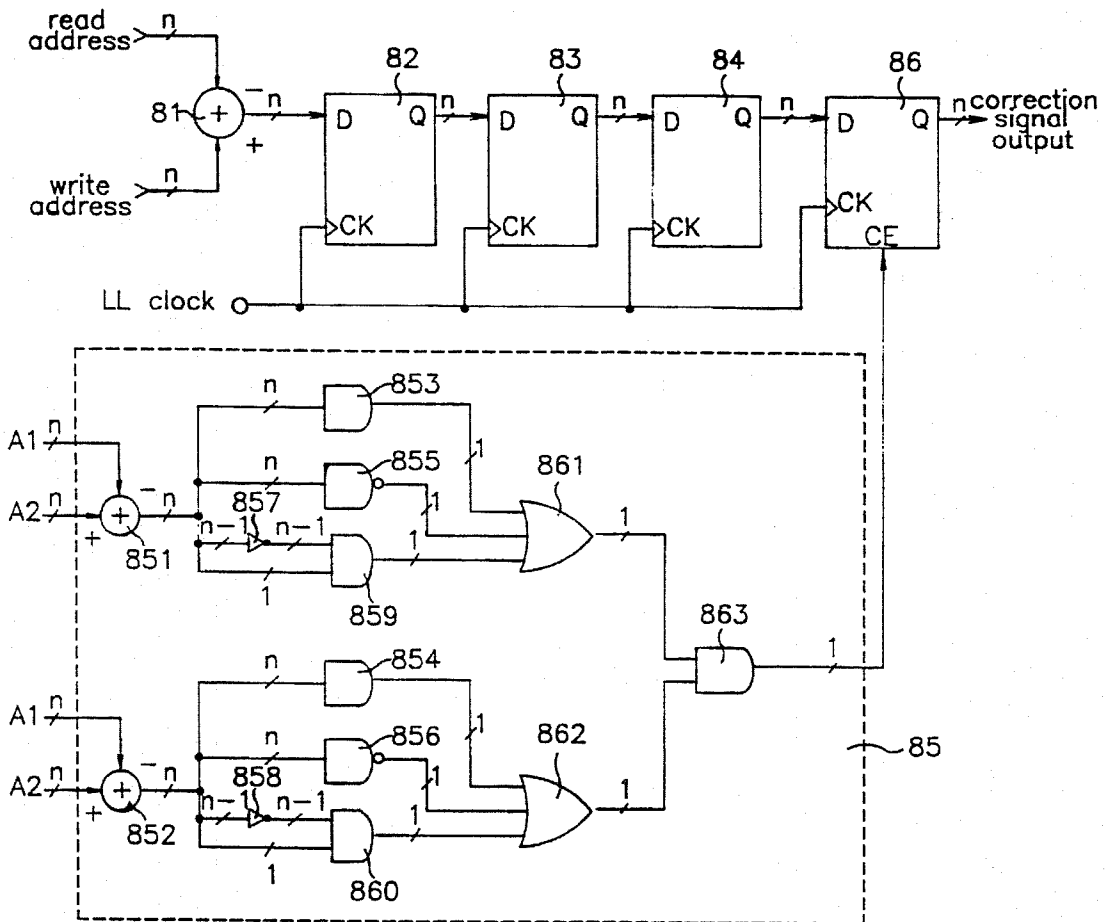 read
address
n
81
−
+
n
write
address
n
82
D
Q
CK
n
83
D
Q
CK
n
84
D
Q
CK
n
86
D
Q
CK
CE
n
correction
signal
output
LL clock
A1
n
A2
n
−
+
n
851
n
853
n
855
n-1
857
n-1
1
859
1
1
1
861
1
A1
n
A2
n
−
+
n
852
n
854
n
856
n-1
858
n-1
1
860
1
1
1
862
1
863
1
85